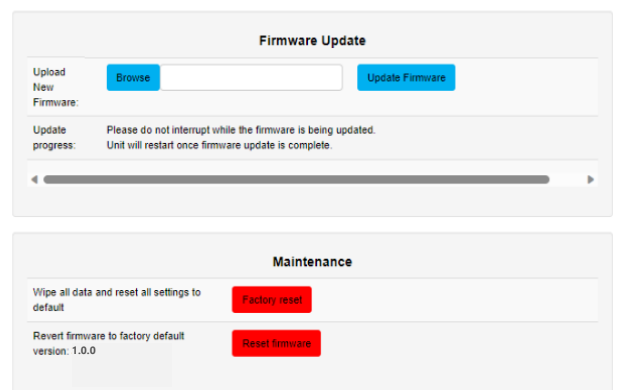 Firmware Update
Upload
New
Firmware:
Browse
Update Firmware
Update
progress:
Please do not interrupt while the firmware is being updated.
Unit will restart once firmware update is complete.
Maintenance
Wipe all data and reset all settings to
default
Factory reset
Revert firmware to factory default
version: 1.0.0
Reset firmware